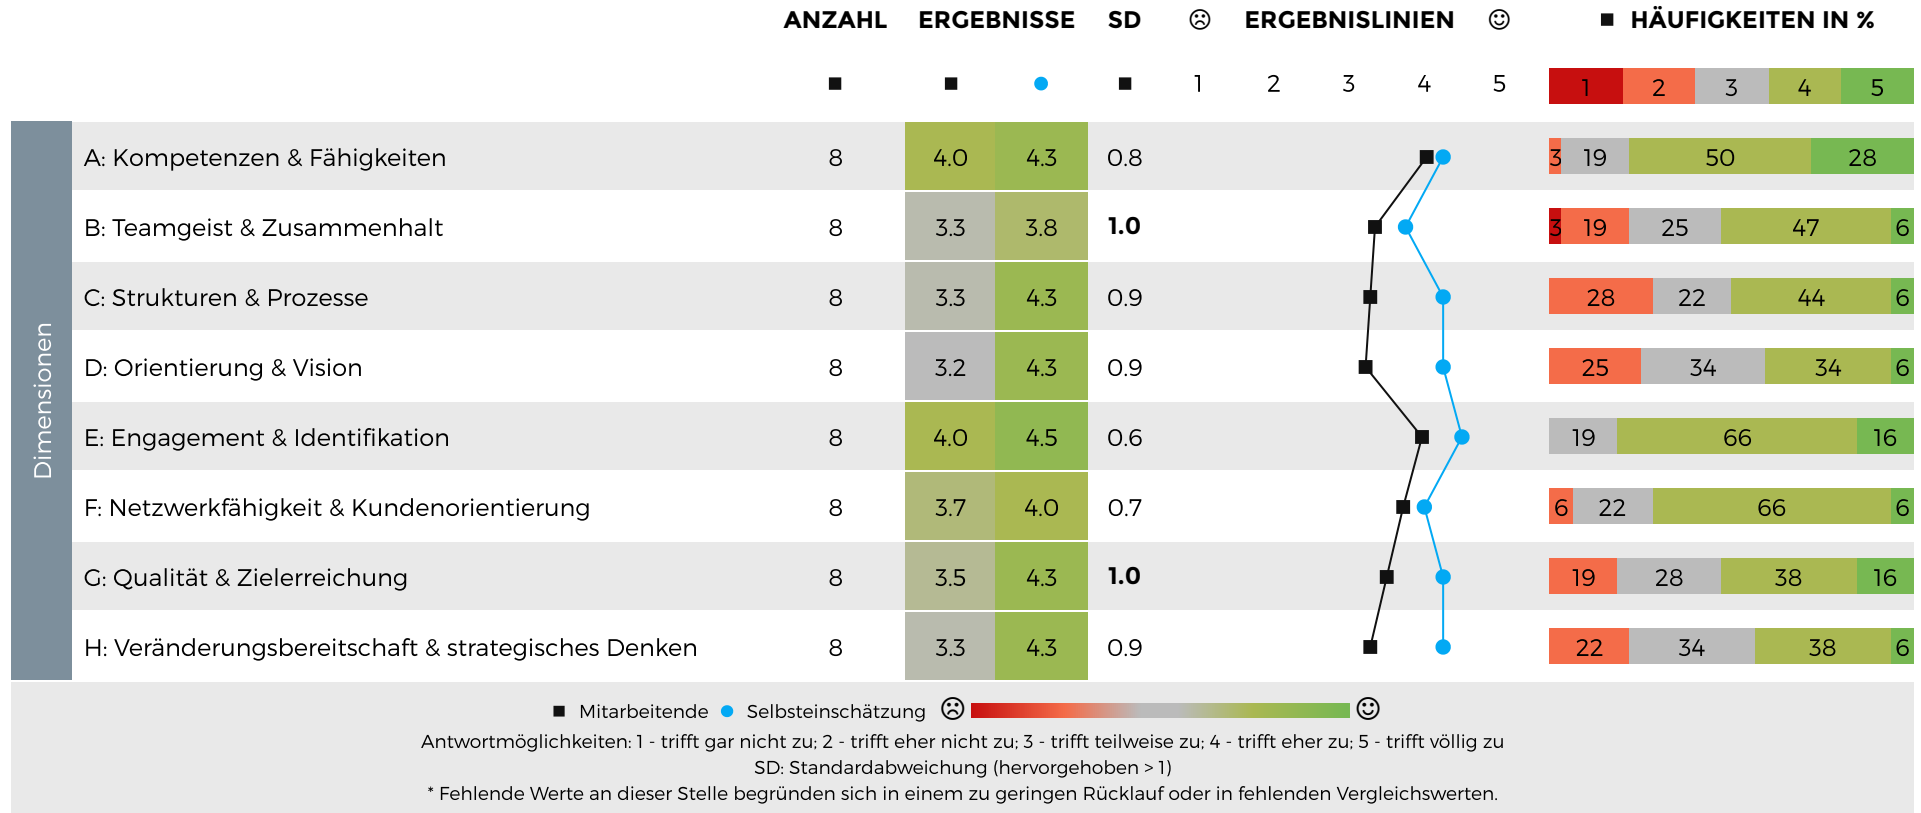 ANZAHL ERGEBNISSE SD ERGEBNISLINIEN HÄUFIGKEITEN IN %
1 2 3 4 5 1 2 3 4 5
Dimensionen
A: Kompetenzen & Fähigkeiten 8 4.0 4.3 0.8 3 19 50 28
B: Teamgeist & Zusammenhalt 8 3.3 3.8 1.0 3 19 25 47 6
C: Strukturen & Prozesse 8 3.3 4.3 0.9 28 22 44 6
D: Orientierung & Vision 8 3.2 4.3 0.9 25 34 34 6
E: Engagement & Identifikation 8 4.0 4.5 0.6 19 66 16
F: Netzwerkfähigkeit & Kundenorientierung 8 3.7 4.0 0.7 6 22 66 6
G: Qualität & Zielerreichung 8 3.5 4.3 1.0 19 28 38 16
H: Veränderungsbereitschaft & strategisches Denken 8 3.3 4.3 0.9 22 34 38 6
Mitarbeitende Selbsteinschätzung
Antwortmöglichkeiten: 1 - trifft gar nicht zu; 2 - trifft eher nicht zu; 3 - trifft teilweise zu; 4 - trifft eher zu; 5 - trifft völlig zu
SD: Standardabweichung (hervorgehoben > 1)
* Fehlende Werte an dieser Stelle begründen sich in einem zu geringen Rücklauf oder in fehlenden Vergleichswerten.